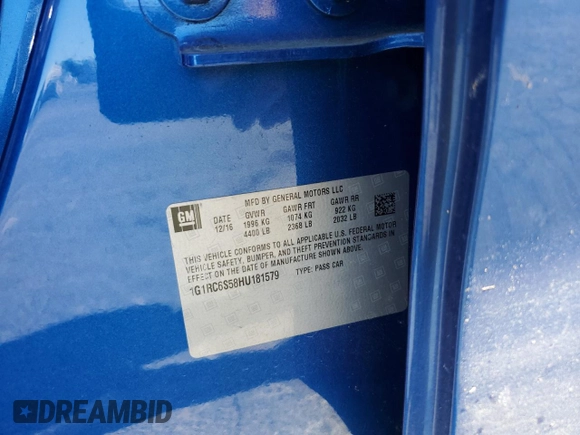 GM
MFD BY GENERAL MOTORS LLC
DATE GVWR GAWR FRT GAWR RR
12/16 1996 KG 1074 KG 922 KG
4400 LB 2368 LB 2032 LB
THIS VEHICLE CONFORMS TO ALL APPLICABLE U.S. FEDERAL MOTOR
VEHICLE SAFETY, BUMPER, AND THEFT PREVENTION STANDARDS IN
EFFECT ON THE DATE OF MANUFACTURE SHOWN ABOVE.
1G1RC6S58HU181579 TYPE: PASS CAR
DREAMBID